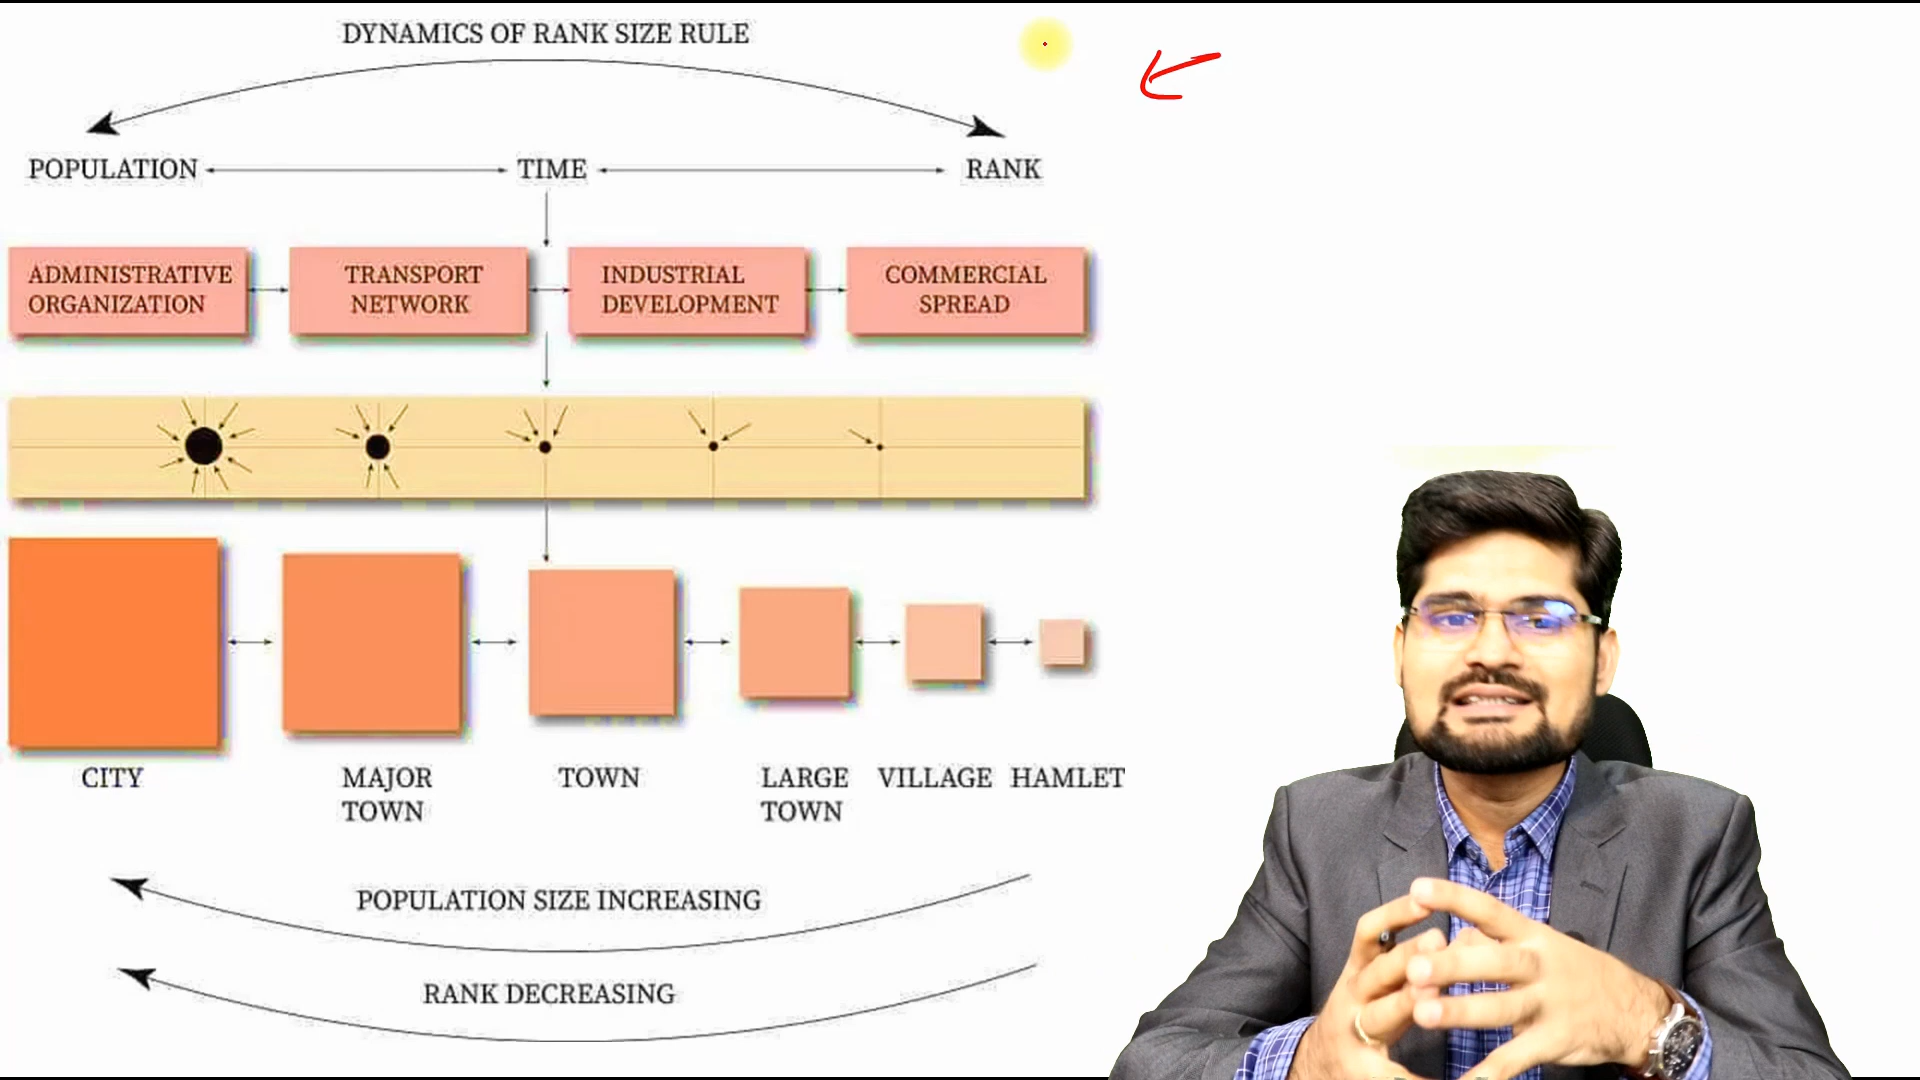 DYNAMICS OF RANK SIZE RULE
POPULATION
TIME
RANK
ADMINISTRATIVE
ORGANIZATION
TRANSPORT
NETWORK
INDUSTRIAL
DEVELOPMENT
COMMERCIAL
SPREAD
CITY
MAJOR
TOWN
TOWN
LARGE
TOWN
VILLAGE
HAMLET
POPULATION SIZE INCREASING
RANK DECREASING